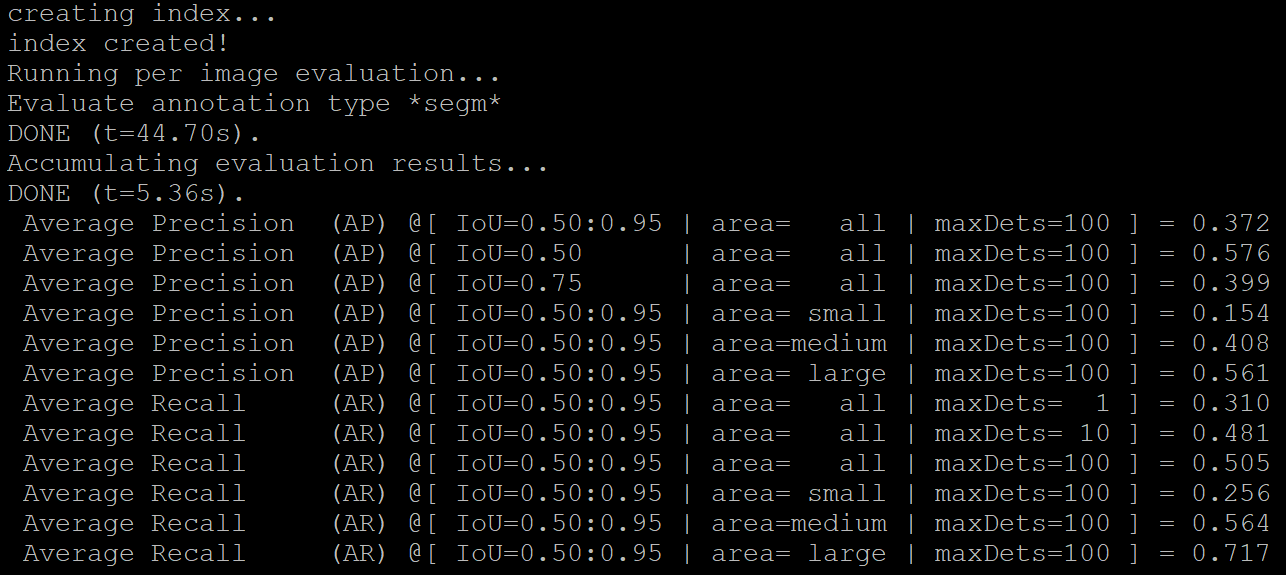 creating index...
index created!
Running per image evaluation...
Evaluate annotation type *segm*
DONE (t=44.70s).
Accumulating evaluation results...
DONE (t=5.36s).
 Average Precision  (AP) @[ IoU=0.50:0.95 | area=   all | maxDets=100 ] = 0.372
 Average Precision  (AP) @[ IoU=0.50      | area=   all | maxDets=100 ] = 0.576
 Average Precision  (AP) @[ IoU=0.75      | area=   all | maxDets=100 ] = 0.399
 Average Precision  (AP) @[ IoU=0.50:0.95 | area= small | maxDets=100 ] = 0.154
 Average Precision  (AP) @[ IoU=0.50:0.95 | area=medium | maxDets=100 ] = 0.408
 Average Precision  (AP) @[ IoU=0.50:0.95 | area= large | maxDets=100 ] = 0.561
 Average Recall     (AR) @[ IoU=0.50:0.95 | area=   all | maxDets=  1 ] = 0.310
 Average Recall     (AR) @[ IoU=0.50:0.95 | area=   all | maxDets= 10 ] = 0.481
 Average Recall     (AR) @[ IoU=0.50:0.95 | area=   all | maxDets=100 ] = 0.505
 Average Recall     (AR) @[ IoU=0.50:0.95 | area= small | maxDets=100 ] = 0.256
 Average Recall     (AR) @[ IoU=0.50:0.95 | area=medium | maxDets=100 ] = 0.564
 Average Recall     (AR) @[ IoU=0.50:0.95 | area= large | maxDets=100 ] = 0.717